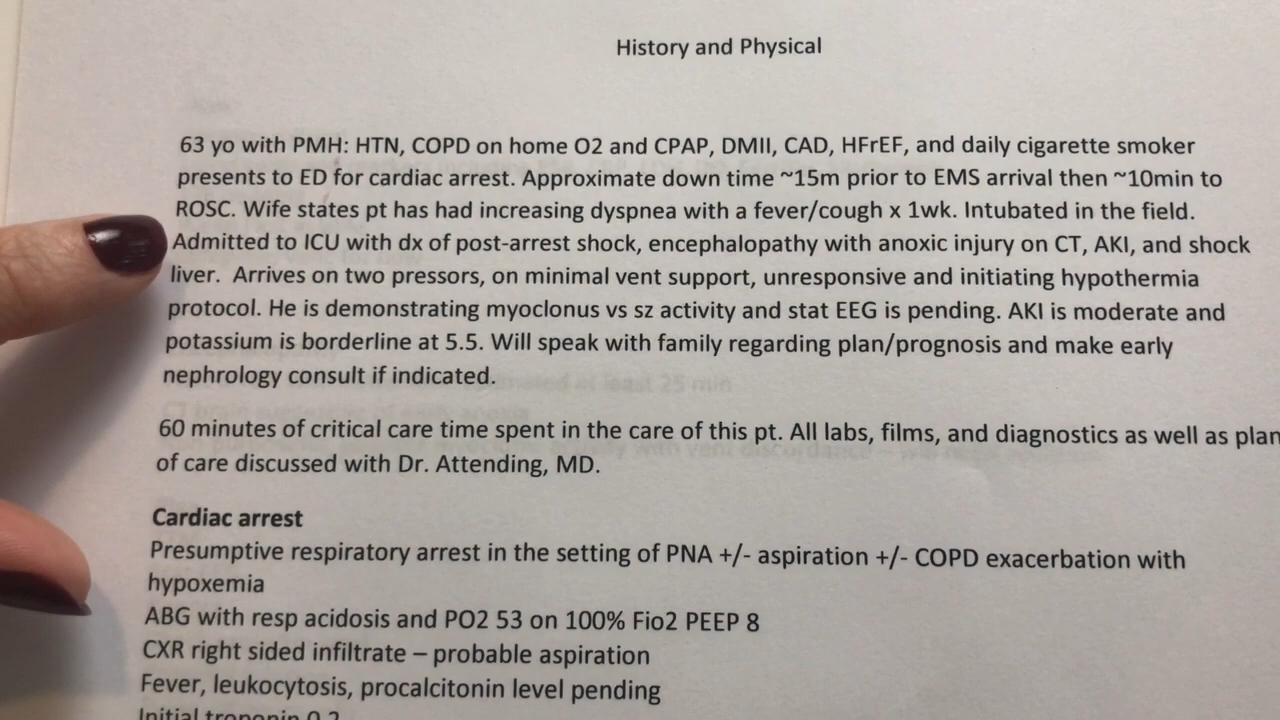 History and Physical
63 yo with PMH: HTN, COPD on home O2 and CPAP, DMII, CAD, HFrEF, and daily cigarette smoker
presents to ED for cardiac arrest. Approximate down time ~15m prior to EMS arrival then ~10min to
ROSC. Wife states pt has had increasing dyspnea with a fever/cough x 1wk. Intubated in the field.
Admitted to ICU with dx of post-arrest shock, encephalopathy with anoxic injury on CT, AKI, and shock
liver. Arrives on two pressors, on minimal vent support, unresponsive and initiating hypothermia
protocol. He is demonstrating myoclonus vs sz activity and stat EEG is pending. AKI is moderate and
potassium is borderline at 5.5. Will speak with family regarding plan/prognosis and make early
nephrology consult if indicated.
60 minutes of critical care time spent in the care of this pt. All labs, films, and diagnostics as well as plan
of care discussed with Dr. Attending, MD.
Cardiac arrest
Presumptive respiratory arrest in the setting of PNA +/- aspiration +/- COPD exacerbation with
hypoxemia
ABG with resp acidosis and PO2 53 on 100% Fio2 PEEP 8
CXR right sided infiltrate – probable aspiration
Fever, leukocytosis, procalcitonin level pending
Initial troponin 0.2